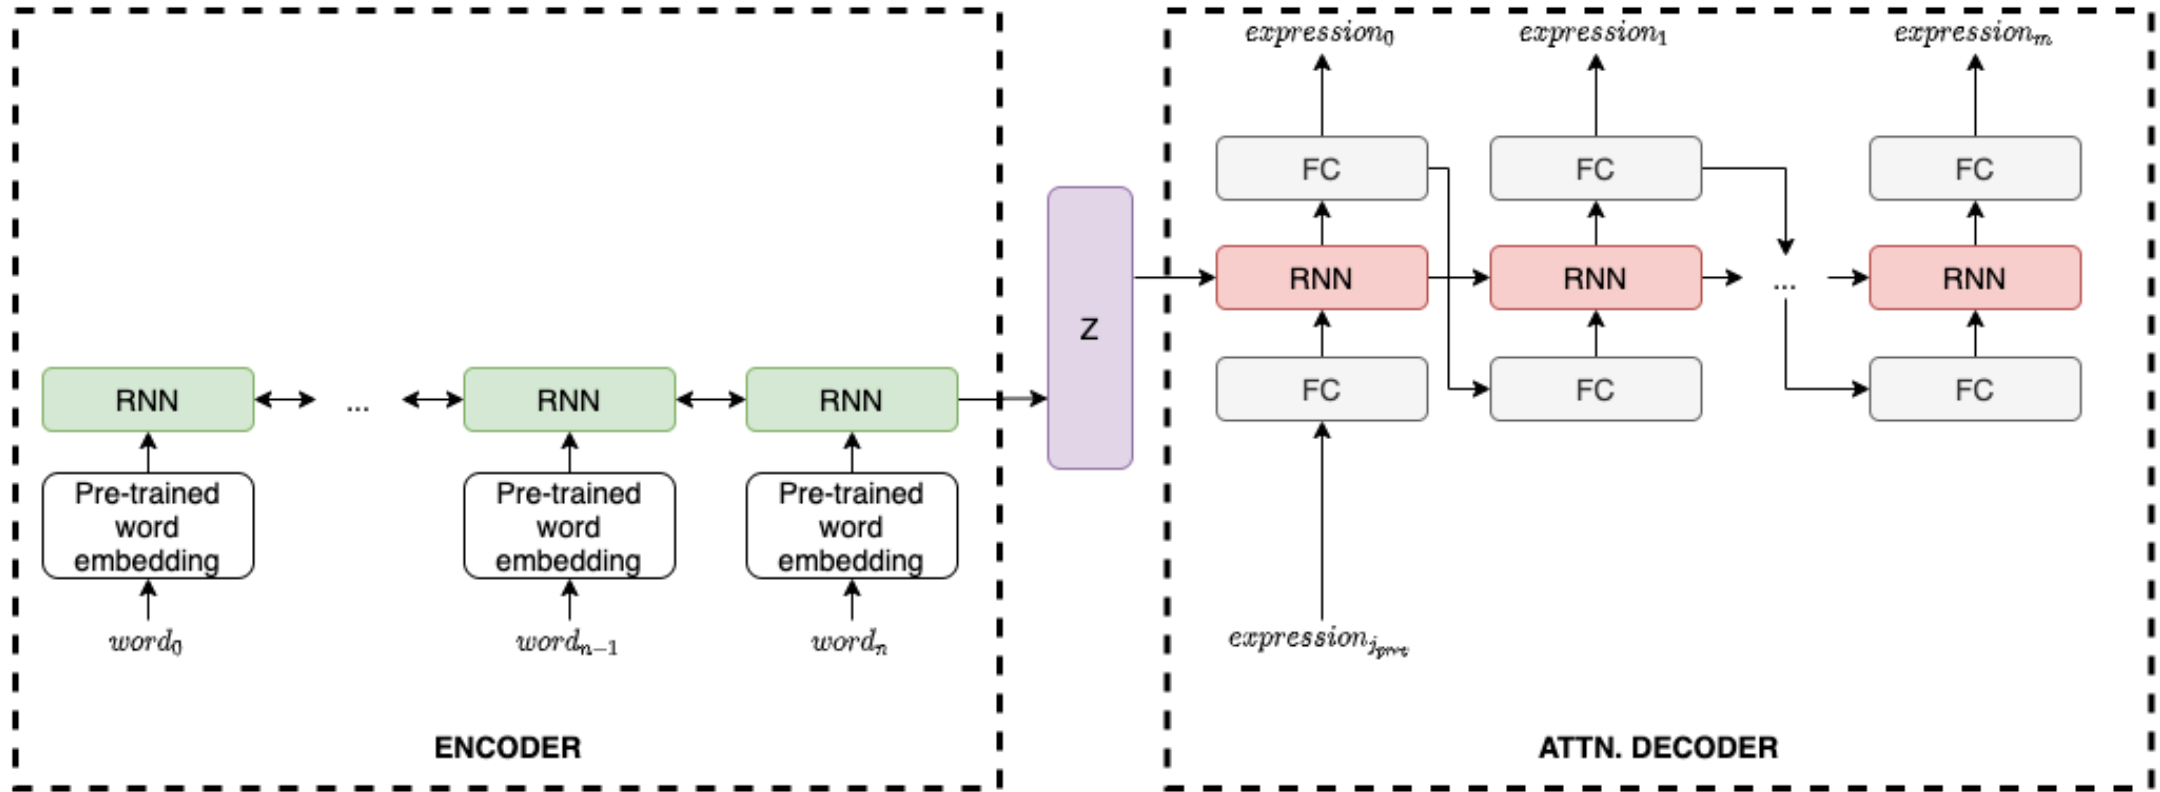 expression₀ expression₁ expressionₘ
FC FC FC
RNN RNN ... RNN
Z
FC FC FC
RNN ... RNN RNN
Pre-trained Pre-trained Pre-trained
word word word
embedding embedding embedding
word₀ wordₙ₋₁ wordₙ expression
ENCODER ATTN. DECODER